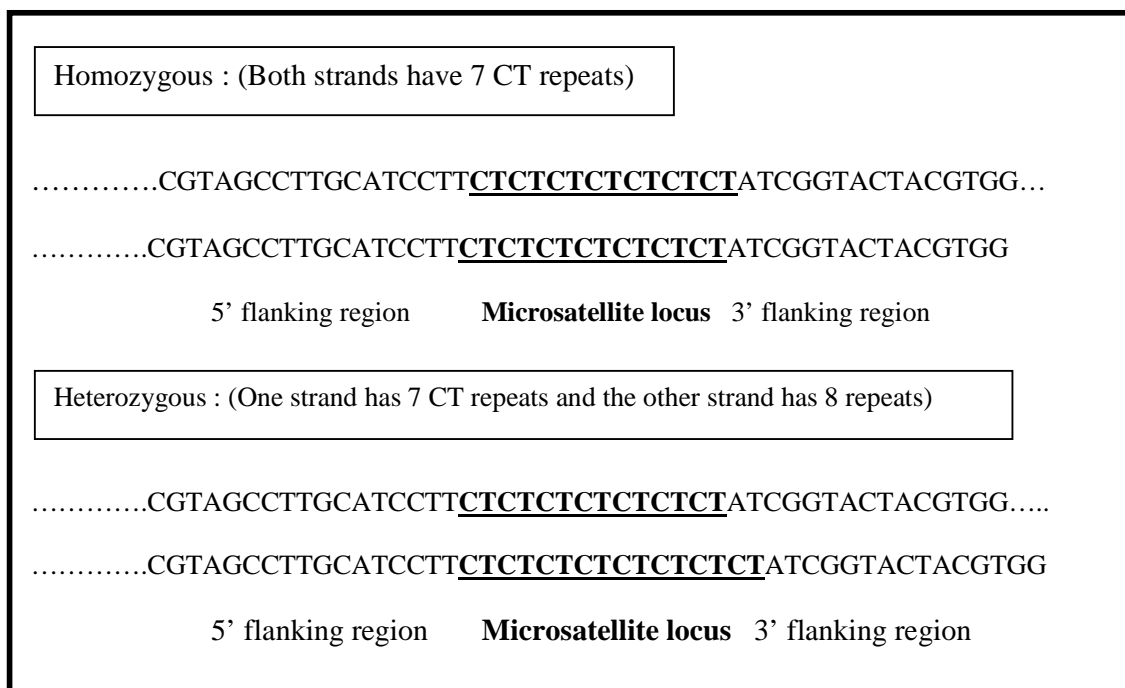 Homozygous : (Both strands have 7 CT repeats)
………….CGTAGCCTTGCATCCTTCTCTCTCTCTCTCTATCGGTACTACGTGG…
………….CGTAGCCTTGCATCCTTCTCTCTCTCTCTCTATCGGTACTACGTGG
5’ flanking region Microsatellite locus 3’ flanking region
Heterozygous : (One strand has 7 CT repeats and the other strand has 8 repeats)
………….CGTAGCCTTGCATCCTTCTCTCTCTCTCTCTATCGGTACTACGTGG…..
………….CGTAGCCTTGCATCCTTCTCTCTCTCTCTCTCTATCGGTACTACGTGG
5’ flanking region Microsatellite locus 3’ flanking region